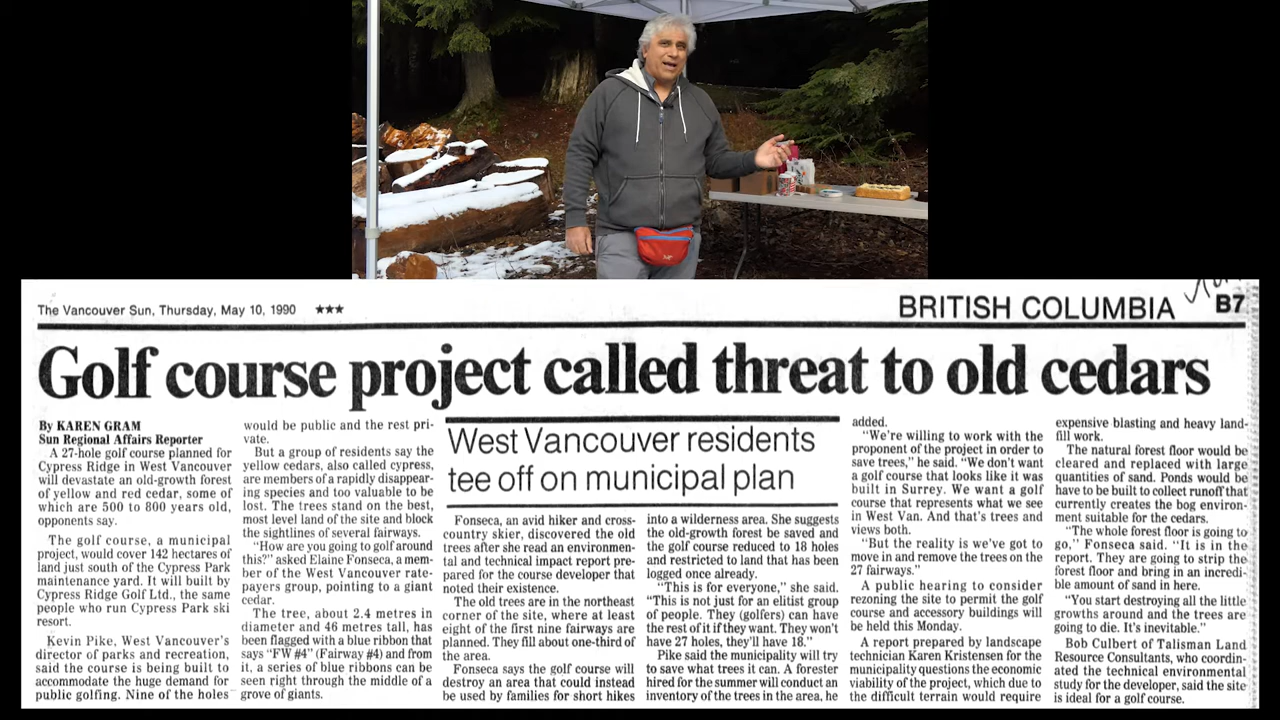 The Vancouver Sun, Thursday, May 10, 1990 ★★★
BRITISH COLUMBIA
B7
Golf course project called threat to old cedars
By KAREN GRAM
Sun Regional Affairs Reporter
A 27-hole golf course planned for
Cypress Ridge in West Vancouver
will devastate an old-growth forest
of yellow and red cedar, some of
which are 500 to 800 years old,
opponents say.
The golf course, a municipal
project, would cover 142 hectares of
land just south of the Cypress Park
maintenance yard. It will built by
Cypress Ridge Golf Ltd., the same
people who run Cypress Park ski
resort.
Kevin Pike, West Vancouver's
director of parks and recreation,
said the course is being built to
accommodate the huge demand for
public golfing. Nine of the holes
would be public and the rest pri-
vate.
But a group of residents say the
yellow cedars, also called cypress,
are members of a rapidly disappear-
ing species and too valuable to be
lost. The trees stand on the best,
most level land of the site and block
the sightlines of several fairways.
"How are you going to golf around
this?" asked Elaine Fonseca, a mem-
ber of the West Vancouver rate-
payers group, pointing to a giant
cedar.
The tree, about 2.4 metres in
diameter and 46 metres tall, has
been flagged with a blue ribbon that
says "FW #4" (Fairway #4) and from
it, a series of blue ribbons can be
seen right through the middle of a
grove of giants.
West Vancouver residents
tee off on municipal plan
Fonseca, an avid hiker and cross-
country skier, discovered the old
trees after she read an environmen-
tal and technical impact report pre-
pared for the course developer that
noted their existence.
The old trees are in the northeast
corner of the site, where at least
eight of the first nine fairways are
planned. They fill about one-third of
the area.
Fonseca says the golf course will
destroy an area that could instead
be used by families for short hikes
into a wilderness area. She suggests
the old-growth forest be saved and
the golf course reduced to 18 holes
and restricted to land that has been
logged once already.
"This is for everyone," she said.
"This is not just for an elitist group
of people. They (golfers) can have
the rest of it if they want. They won't
have 27 holes, they'll have 18."
Pike said the municipality will try
to save what trees it can. A forester
hired for the summer will conduct an
inventory of the trees in the area, he
added.
"We're willing to work with the
proponent of the project in order to
save trees," he said. "We don't want
a golf course that looks like it was
built in Surrey. We want a golf
course that represents what we see
in West Van. And that's trees and
views both.
"But the reality is we've got to
move in and remove the trees on the
27 fairways."
A public hearing to consider
rezoning the site to permit the golf
course and accessory buildings will
be held this Monday.
A report prepared by landscape
technician Karen Kristensen for the
municipality questions the economic
viability of the project, which due to
the difficult terrain would require
expensive blasting and heavy land-
fill work.
The natural forest floor would be
cleared and replaced with large
quantities of sand. Ponds would be
have to be built to collect runoff that
currently creates the bog environ-
ment suitable for the cedars.
"The whole forest floor is going to
go," Fonseca said. "It is in the
report. They are going to strip the
forest floor and bring in an incredi-
ble amount of sand in here.
"You start destroying all the little
growths around and the trees are
going to die. It's inevitable."
Bob Culbert of Talisman Land
Resource Consultants, who coordin-
ated the technical environmental
study for the developer, said the site
is ideal for a golf course.